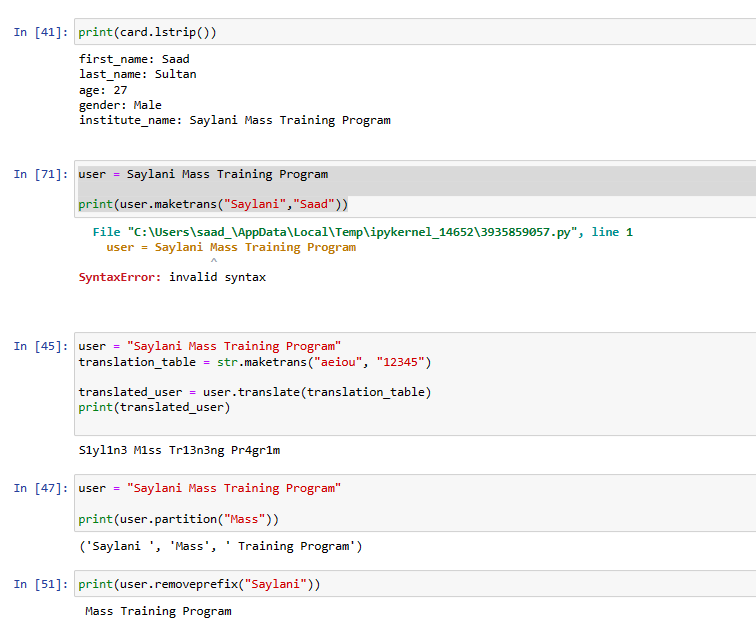 In [41]: print(card.lstrip())
first_name: Saad
last_name: Sultan
age: 27
gender: Male
institute_name: Saylani Mass Training Program
In [71]: user = Saylani Mass Training Program
print(user.maketrans("Saylani","Saad"))
File "C:\Users\saad_\AppData\Local\Temp\ipykernel_14652\3935859057.py", line 1
user = Saylani Mass Training Program
^
SyntaxError: invalid syntax
In [45]: user = "Saylani Mass Training Program"
translation_table = str.maketrans("aeiou", "12345")
translated_user = user.translate(translation_table)
print(translated_user)
S1yl1n3 M1ss Tr13n3ng Pr4gr1m
In [47]: user = "Saylani Mass Training Program"
print(user.partition("Mass"))
('Saylani ', 'Mass', ' Training Program')
In [51]: print(user.removeprefix("Saylani"))
Mass Training Program